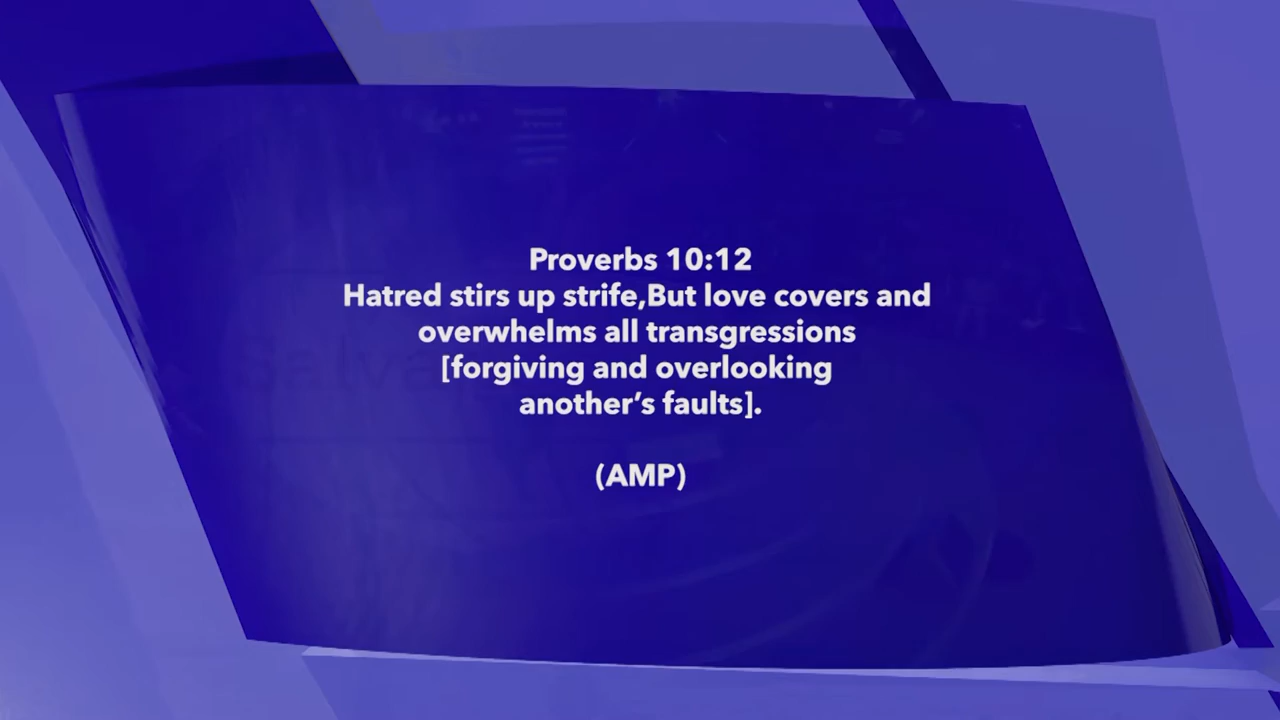 Proverbs 10:12
Hatred stirs up strife,But love covers and
overwhelms all transgressions
[forgiving and overlooking
another’s faults].
(AMP)